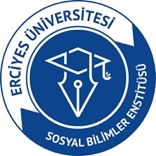 ERCİYES ÜNİVERSİTESİ
SOSYAL BİLİMLER ENSTİTÜSÜ